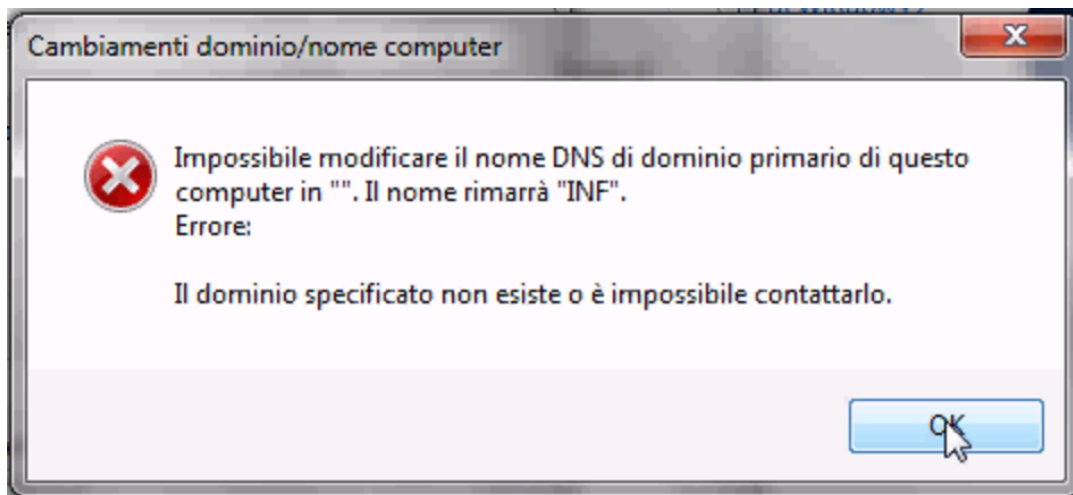 Cambiamenti dominio/nome computer
Impossibile modificare il nome DNS di dominio primario di questo
computer in "". Il nome rimarrà "INF".
Errore:
Il dominio specificato non esiste o è impossibile contattarlo.
OK